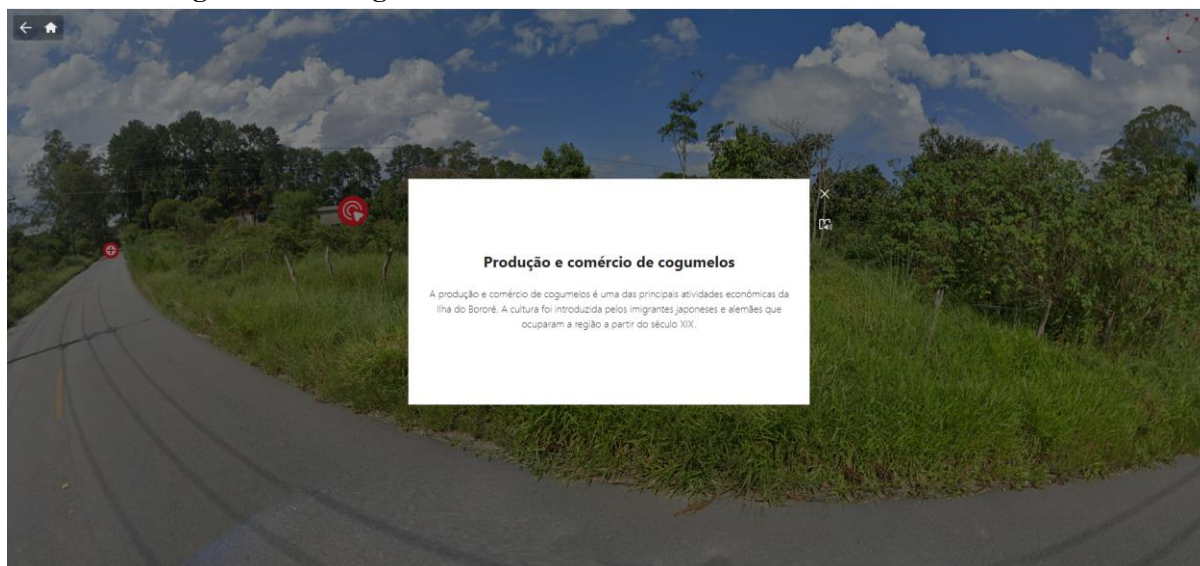 Produção e comércio de cogumelos
A produção e comércio de cogumelos é uma das principais atividades econômicas da
Ilha do Bororé. A cultura foi introduzida pelos imigrantes japoneses e alemães que
ocuparam a região a partir do século XIX.